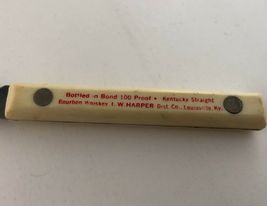 Bottled in Bond 100 Proof • Kentucky Straight
Bourbon Whiskey I. W. HARPER Dist. Co., Louisville, Ky.